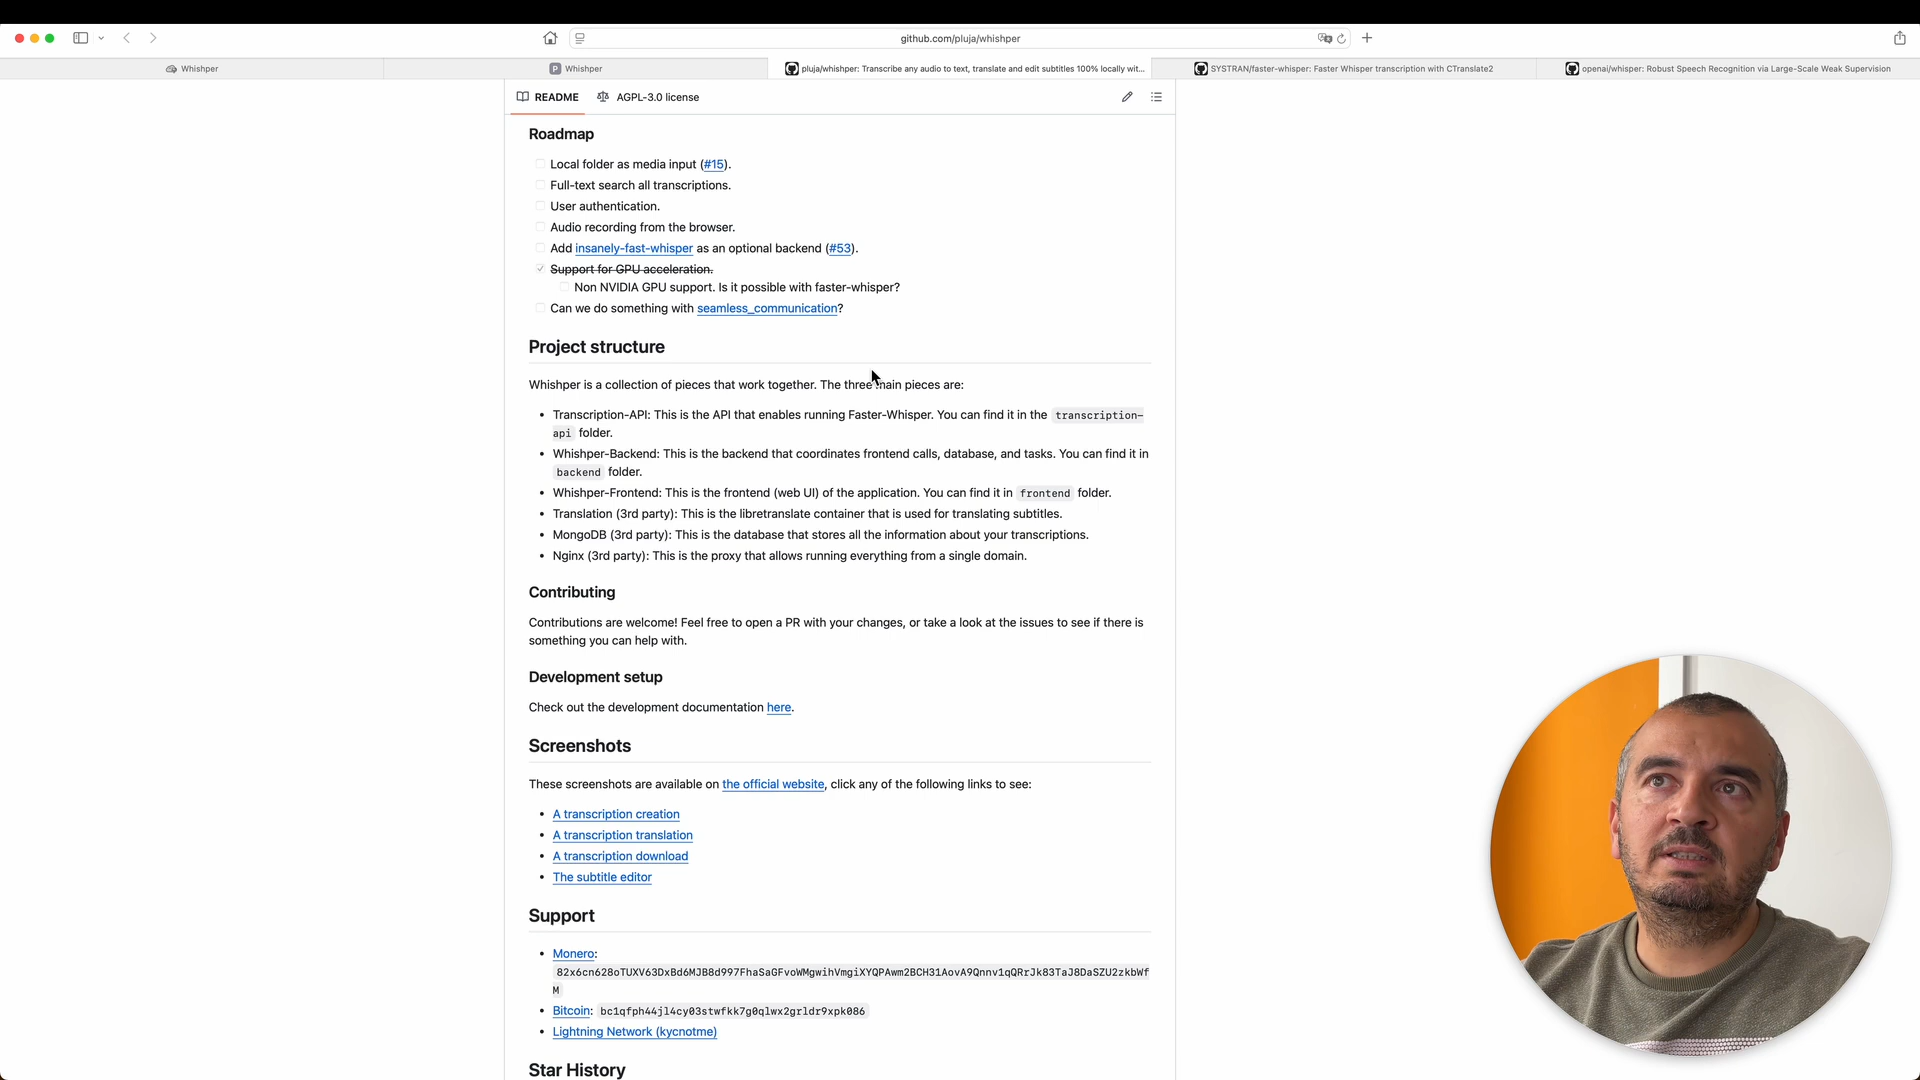 github.com/pluja/whishper
Whishper
Whishper
pluja/whishper: Transcribe any audio to text, translate and edit subtitles 100% locally wit...
SYSTRAN/faster-whisper: Faster Whisper transcription with CTranslate2
openai/whisper: Robust Speech Recognition via Large-Scale Weak Supervision
README
AGPL-3.0 license
Roadmap
Local folder as media input (#15).
Full-text search all transcriptions.
User authentication.
Audio recording from the browser.
Add insanely-fast-whisper as an optional backend (#53).
Support for GPU acceleration.
Non NVIDIA GPU support. Is it possible with faster-whisper?
Can we do something with seamless_communication?
Project structure
Whishper is a collection of pieces that work together. The three main pieces are:
• Transcription-API: This is the API that enables running Faster-Whisper. You can find it in the transcription-
api folder.
• Whishper-Backend: This is the backend that coordinates frontend calls, database, and tasks. You can find it in
backend folder.
• Whishper-Frontend: This is the frontend (web UI) of the application. You can find it in frontend folder.
• Translation (3rd party): This is the libretranslate container that is used for translating subtitles.
• MongoDB (3rd party): This is the database that stores all the information about your transcriptions.
• Nginx (3rd party): This is the proxy that allows running everything from a single domain.
Contributing
Contributions are welcome! Feel free to open a PR with your changes, or take a look at the issues to see if there is
something you can help with.
Development setup
Check out the development documentation here.
Screenshots
These screenshots are available on the official website, click any of the following links to see:
• A transcription creation
• A transcription translation
• A transcription download
• The subtitle editor
Support
• Monero:
82x6cn628oTUXV63DxBd6MJB8d997FhaSaGFvoWMgwihVmgiXYQPAwm2BCH31AovA9Qnnv1qQRrJk83TaJ8DaSZU2zkbWf
M
• Bitcoin: bc1qfph44jl4cy03stwfkk7g0qlwx2grldr9xpk086
• Lightning Network (kycnotme)
Star History